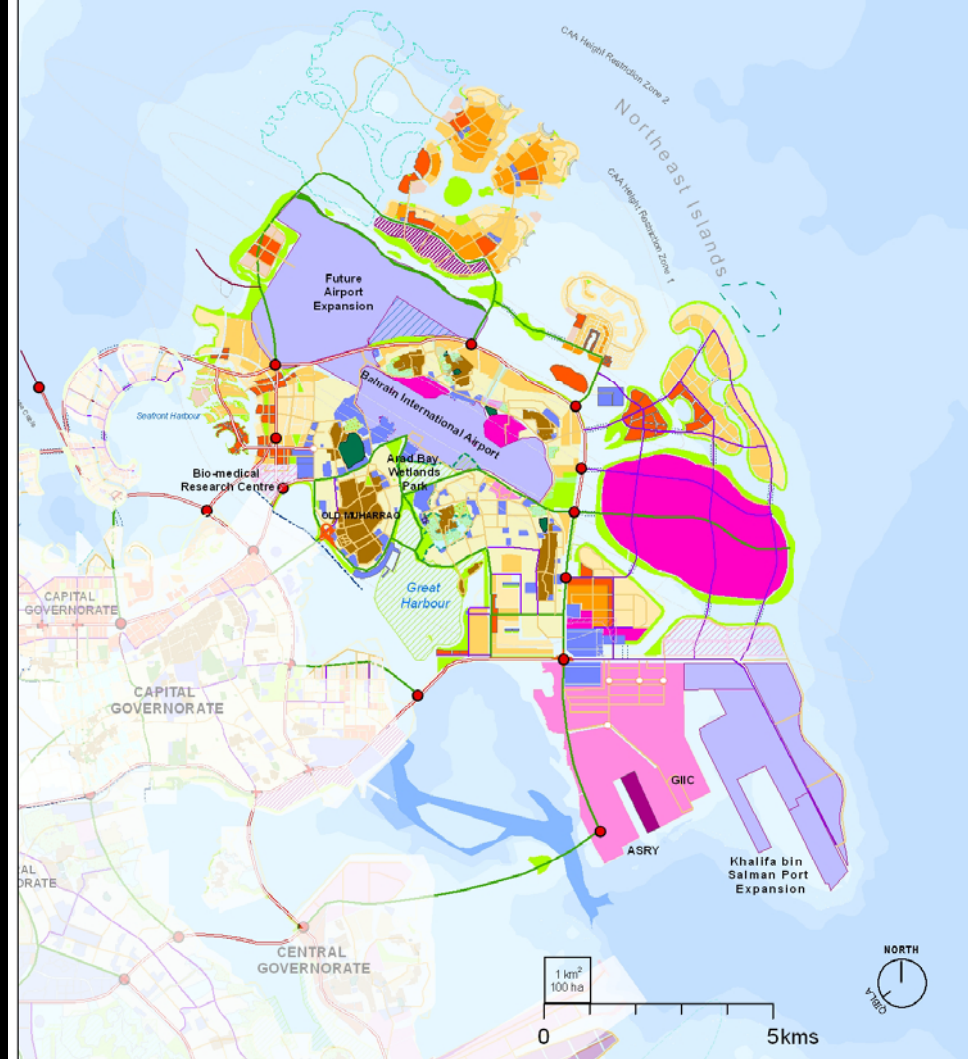 CAA Height Restriction Zone 2
Northeast Islands
CAA Height Restriction Zone 1
Future
Airport
Expansion
Bahrain International Airport
Seafront Harbour
Arad Bay
Wetlands
Park
Bio-medical
Research Centre
OLD MUHARRAQ
Great
Harbour
CAPITAL
GOVERNORATE
CAPITAL
GOVERNORATE
GIIC
ASRY
Khalifa bin
Salman Port
Expansion
RAL
ORATE
CENTRAL
GOVERNORATE
NORTH
QIBLA
1 km²
100 ha
0
5kms